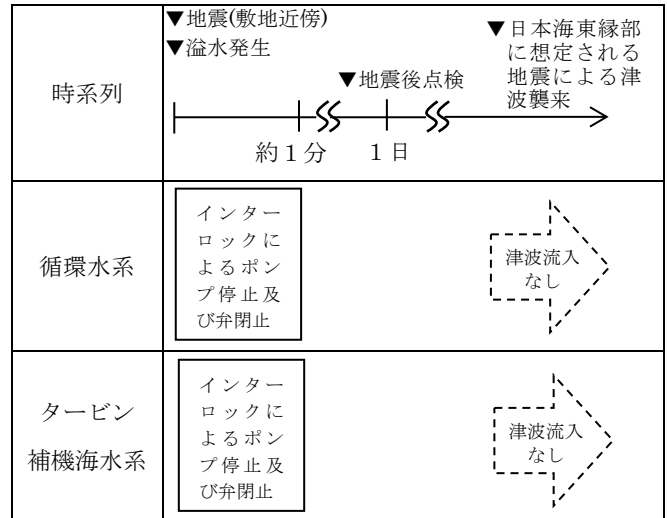 時系列
▼地震(敷地近傍)
▼溢水発生
▼地震後点検
▼日本海東縁部
に想定される
地震による津
波襲来
約1分
1日
循環水系
インター
ロックに
よるポン
プ停止及
び弁閉止
津波流入
なし
タービン
補機海水系
インター
ロックに
よるポン
プ停止及
び弁閉止
津波流入
なし